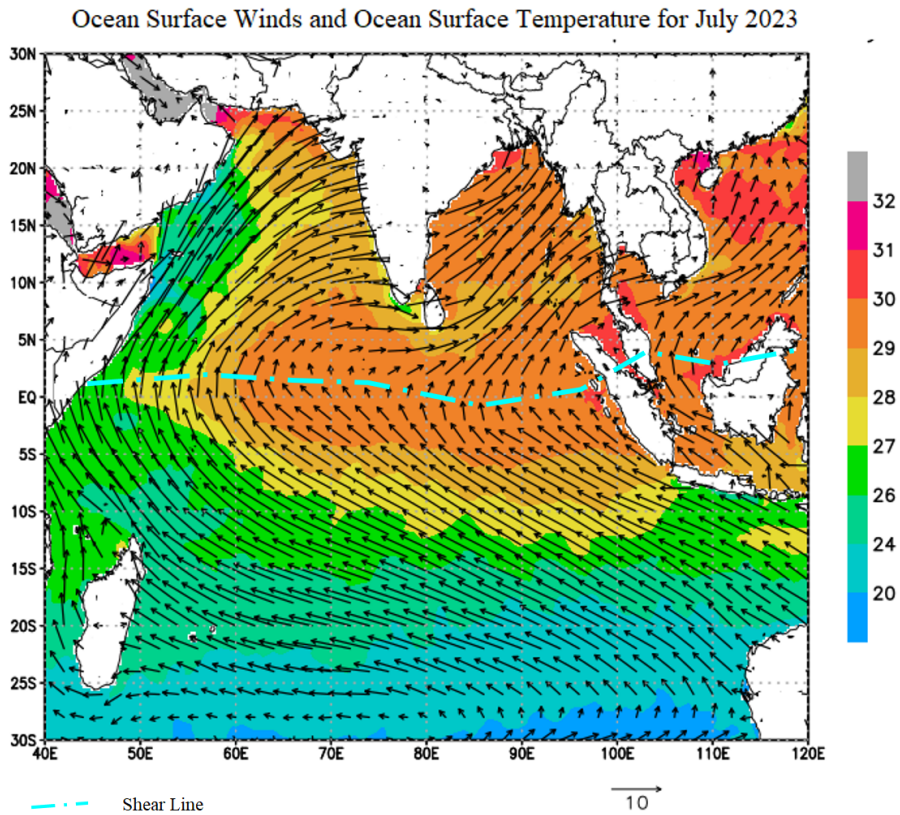 Ocean Surface Winds and Ocean Surface Temperature for July 2023
30N
25N
20N
15N
10N
5N
EQ
5S
10S
15S
20S
25S
30S
40E 50E 60E 70E 80E 90E 100E 110E 120E
32
31
30
29
28
27
26
24
20
10
Shear Line